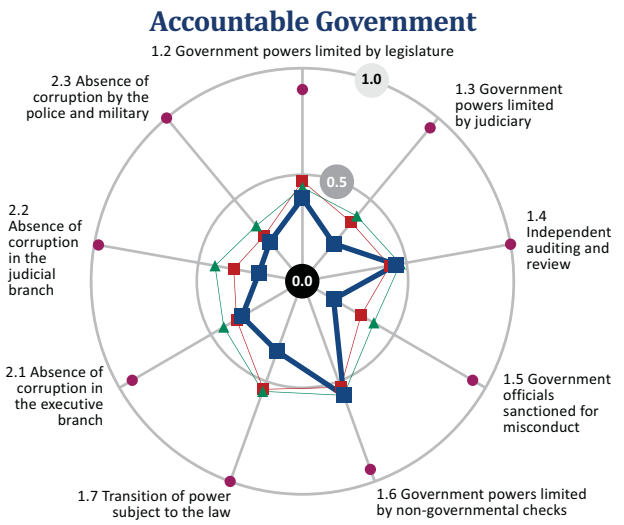 Accountable Government
1.2 Government powers limited by legislature
1.0
2.3 Absence of
corruption by the
police and military
1.3 Government
powers limited
by judiciary
0.5
2.2
Absence of
corruption
in the
judicial
branch
1.4
Independent
auditing and
review
0.0
2.1 Absence of
corruption in
the executive
branch
1.5 Government
officials
sanctioned for
misconduct
1.7 Transition of power
subject to the law
1.6 Government powers limited
by non-governmental checks